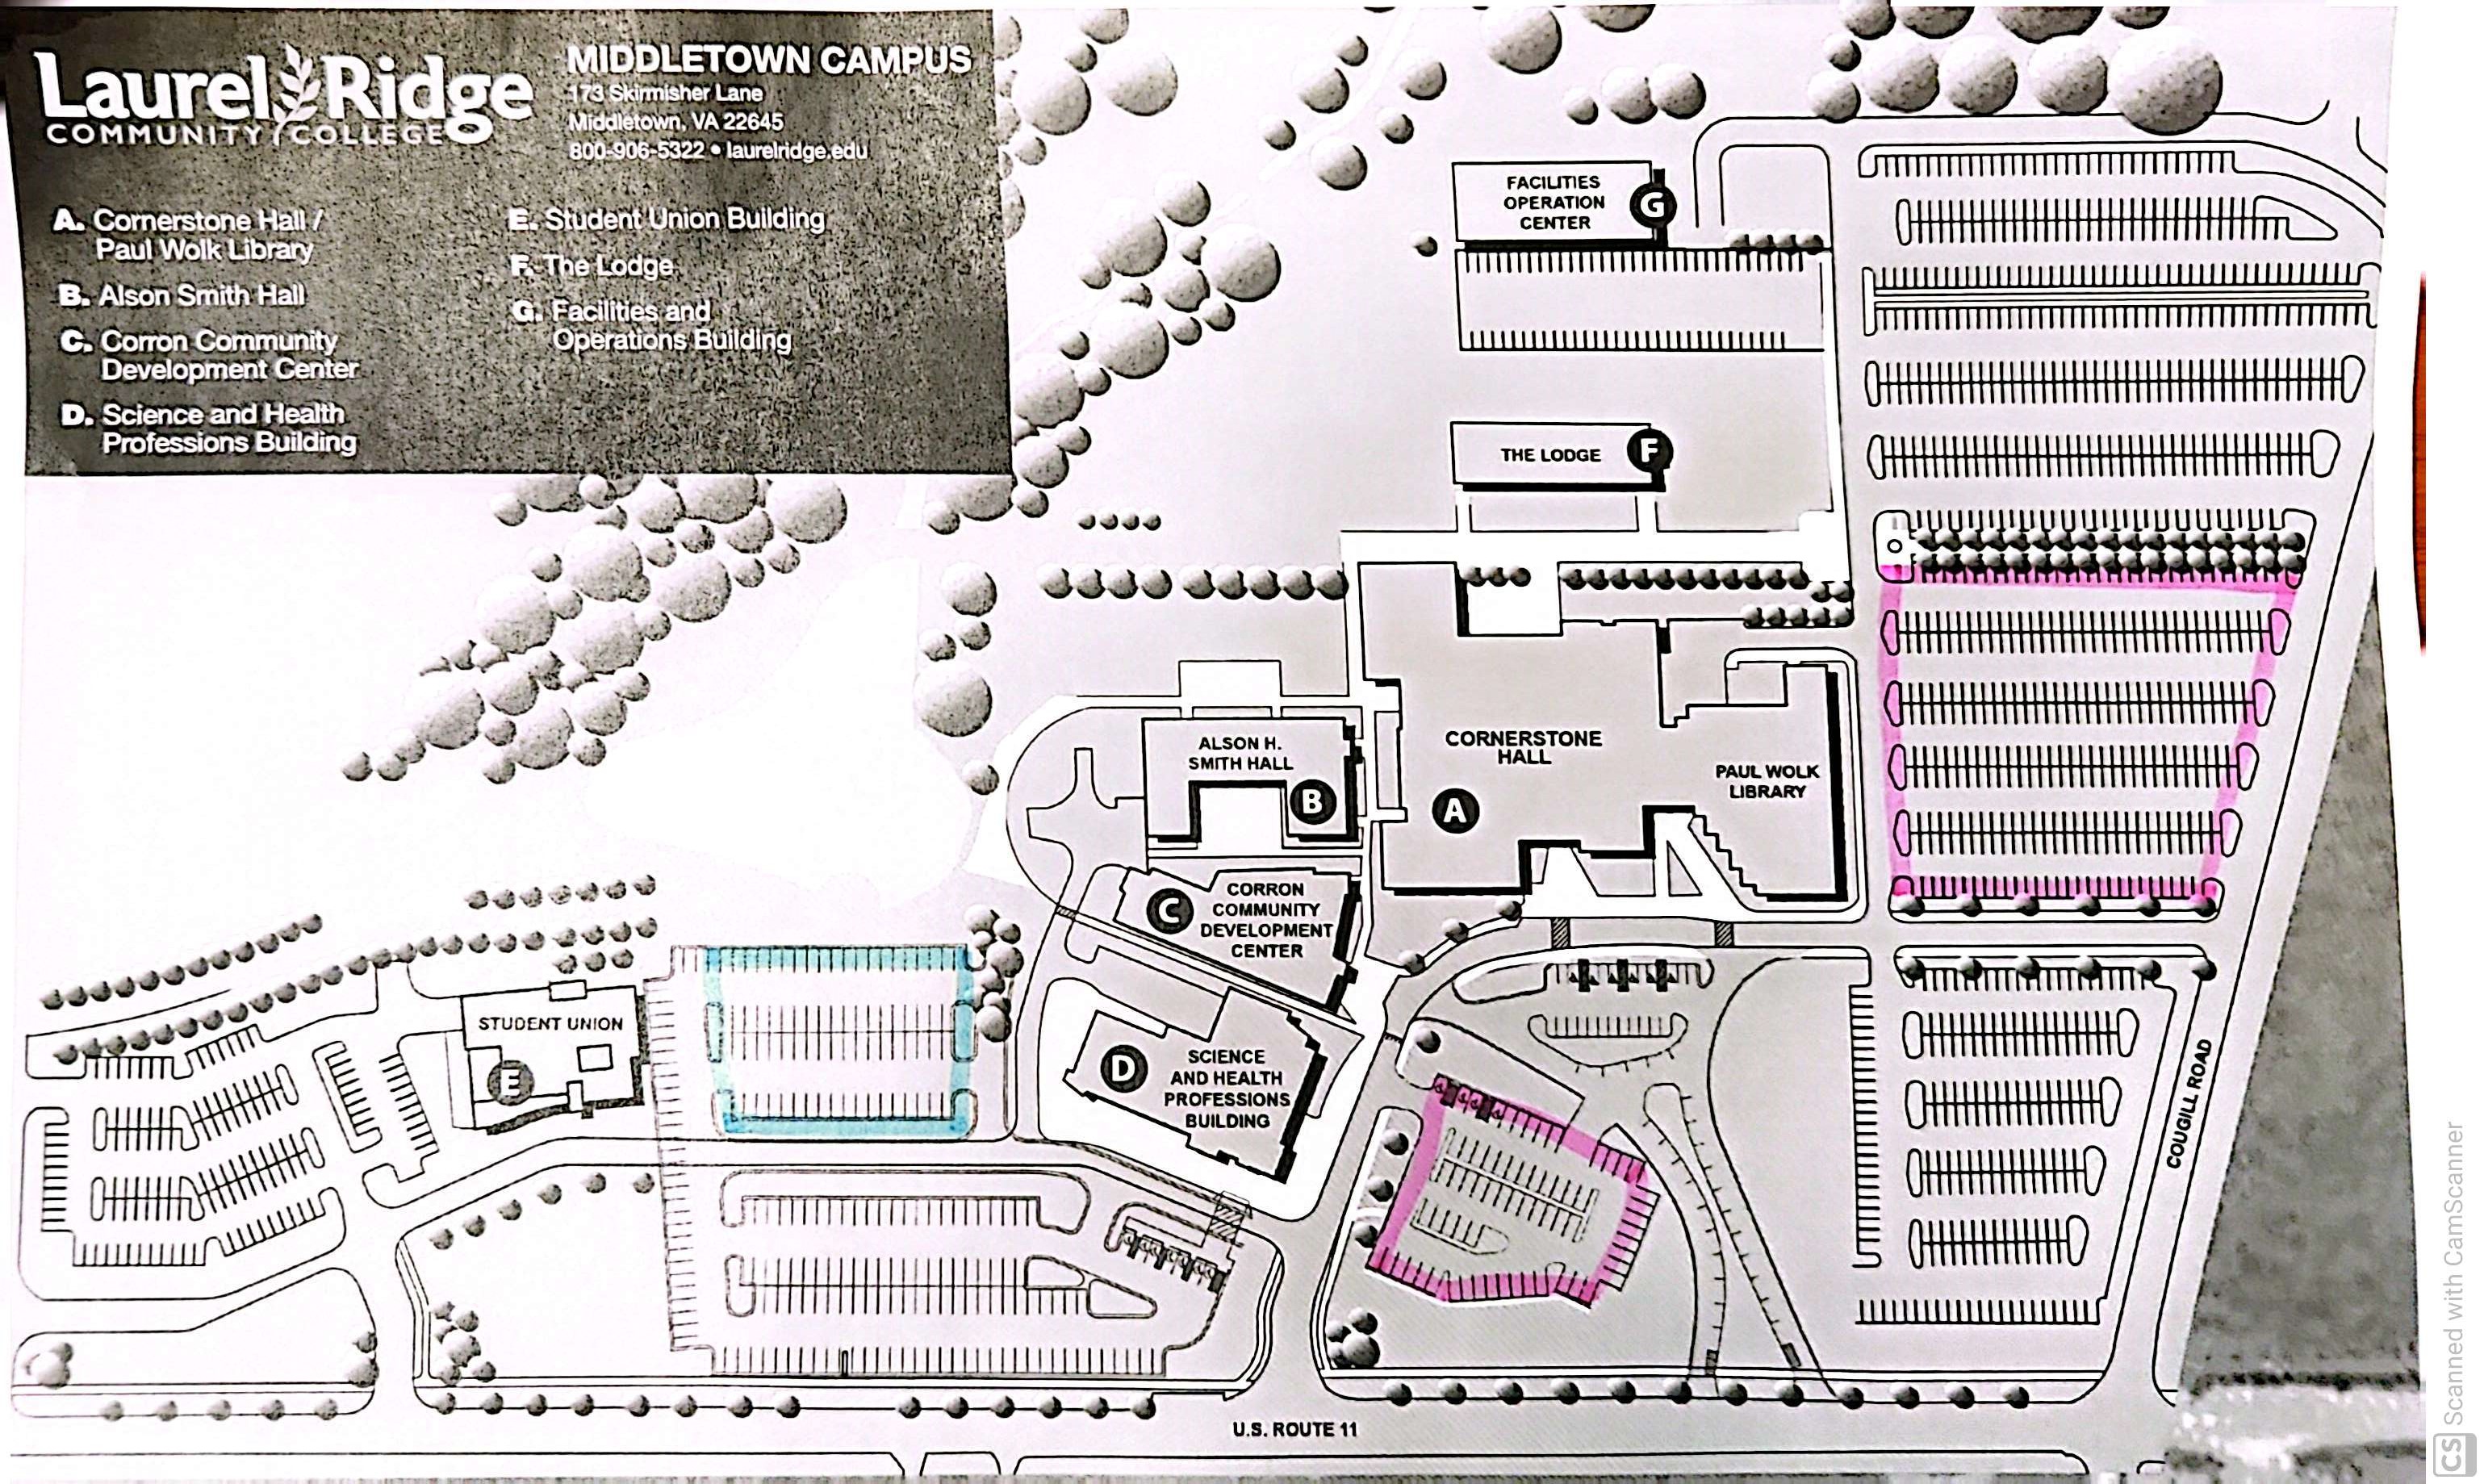 Laurel Ridge
COMMUNITY COLLEGE
MIDDLETOWN CAMPUS
173 Skirmisher Lane
Middletown, VA 22645
800-906-5322 • laurelridge.edu
A. Cornerstone Hall /
Paul Wolk Library
B. Alson Smith Hall
C. Corron Community
Development Center
D. Science and Health
Professions Building
E. Student Union Building
F. The Lodge
G. Facilities and
Operations Building
FACILITIES
OPERATION
CENTER
G
THE LODGE
F
ALSON H.
SMITH HALL
B
CORNERSTONE
HALL
A
PAUL WOLK
LIBRARY
C
CORRON
COMMUNITY
DEVELOPMENT
CENTER
STUDENT UNION
E
D
SCIENCE
AND HEALTH
PROFESSIONS
BUILDING
COUGILL ROAD
U.S. ROUTE 11
CS Scanned with CamScanner